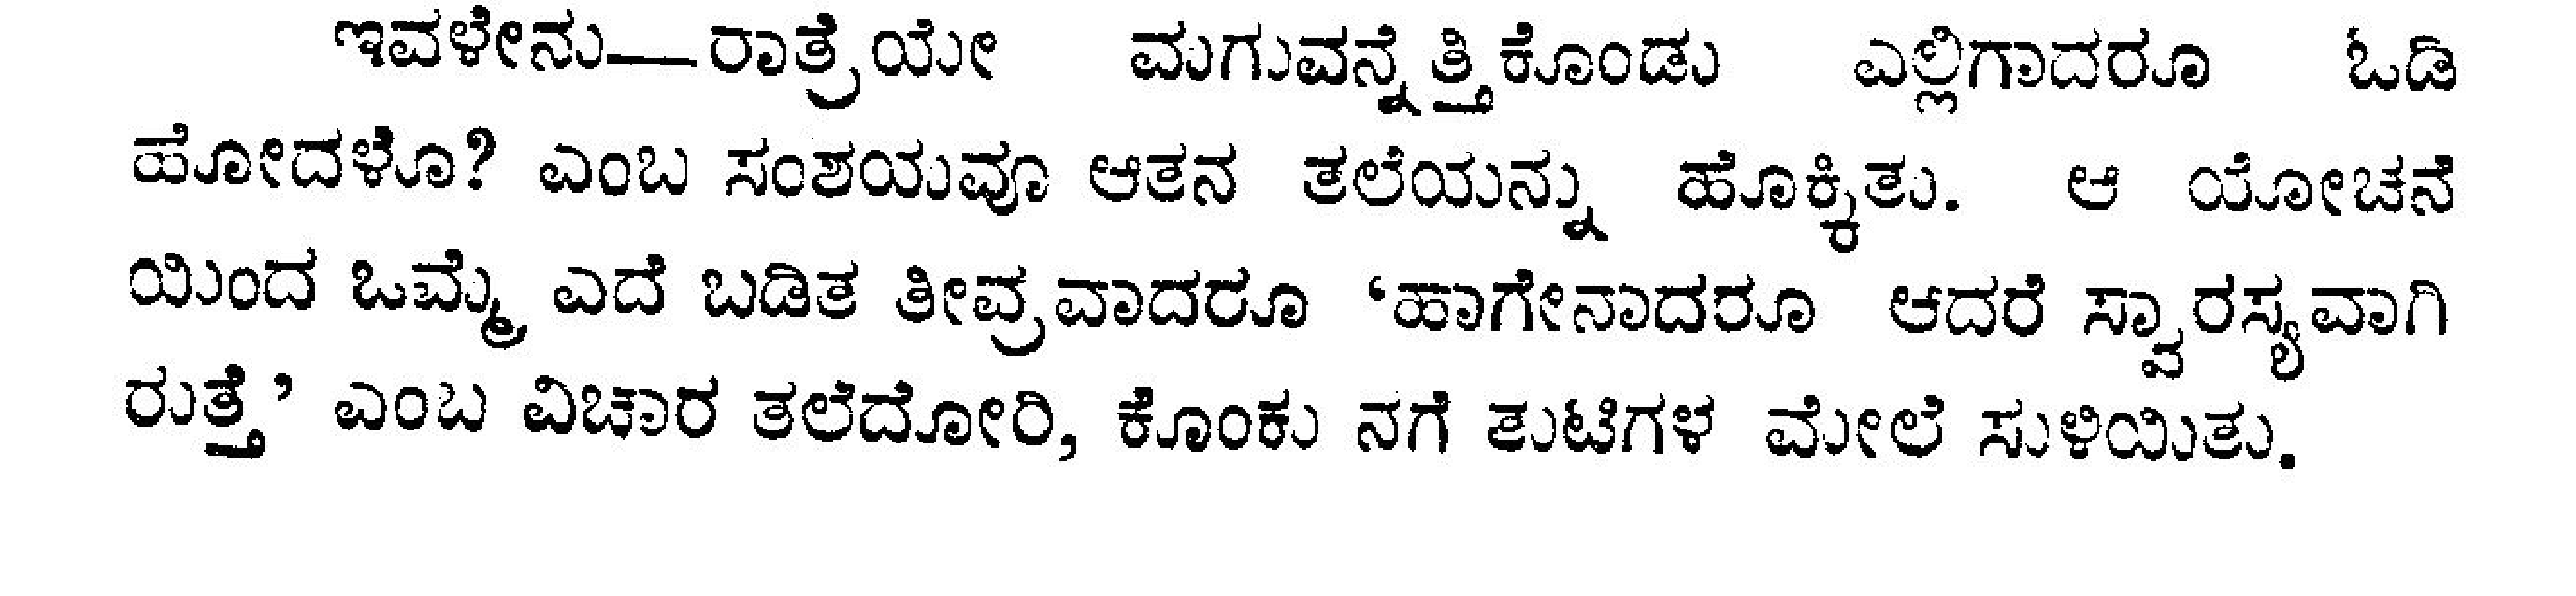 ಇವಳೇನು—ರಾತ್ರೆಯೇ ಮಗುವನ್ನೆತ್ತಿಕೊಂಡು ಎಲ್ಲಿಗಾದರೂ ಓಡಿ
ಹೋದಳೊ? ಎಂಬ ಸಂಶಯವೂ ಆತನ ತಲೆಯನ್ನು ಹೊಕ್ಕಿತು. ಆ ಯೋಚನೆ
ಯಿಂದ ಒಮ್ಮೆ ಎದೆ ಬಡಿತ ತೀವ್ರವಾದರೂ ‘ಹಾಗೇನಾದರೂ ಆದರೆ ಸ್ವಾರಸ್ಯವಾಗಿ
ರುತ್ತೆ’ ಎಂಬ ವಿಚಾರ ತಲೆದೋರಿ, ಕೊಂಕು ನಗೆ ತುಟಿಗಳ ಮೇಲೆ ಸುಳಿಯಿತು.